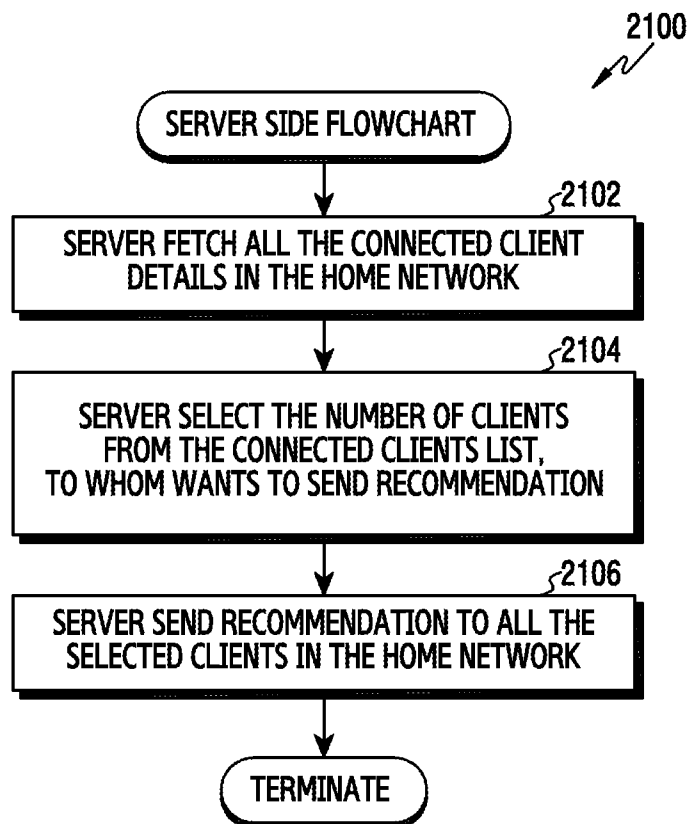 2100
SERVER SIDE FLOWCHART
2102
SERVER FETCH ALL THE CONNECTED CLIENT
DETAILS IN THE HOME NETWORK
2104
SERVER SELECT THE NUMBER OF CLIENTS
FROM THE CONNECTED CLIENTS LIST,
TO WHOM WANTS TO SEND RECOMMENDATION
2106
SERVER SEND RECOMMENDATION TO ALL THE
SELECTED CLIENTS IN THE HOME NETWORK
TERMINATE